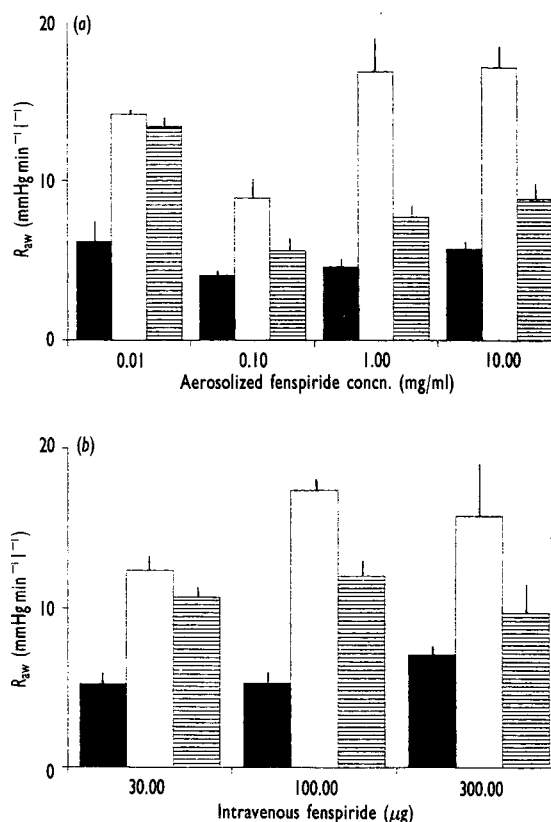 (a)
20
10
0
R_aw (mmHg min⁻¹ l⁻¹)
0.01 0.10 1.00 10.00
Aerosolized fenspiride concn. (mg/ml)
(b)
20
10
0
R_aw (mmHg min⁻¹ l⁻¹)
30.00 100.00 300.00
Intravenous fenspiride (μg)